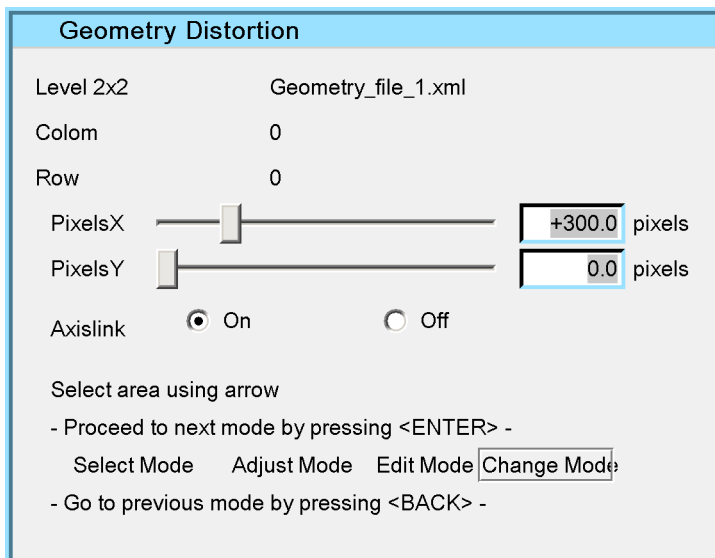 Geometry Distortion
Level 2x2 Geometry_file_1.xml
Colom 0
Row 0
PixelsX +300.0 pixels
PixelsY 0.0 pixels
Axislink On Off
Select area using arrow
- Proceed to next mode by pressing <ENTER> -
Select Mode Adjust Mode Edit Mode Change Mode
- Go to previous mode by pressing <BACK> -